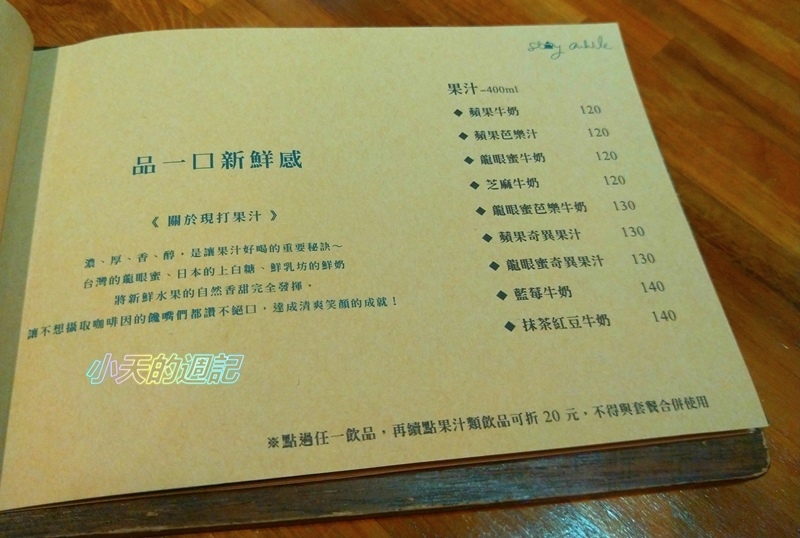 stay awhile
品一口新鮮感
《 關於現打果汁 》
濃、厚、香、醇，是讓果汁好喝的重要秘訣～
台灣的龍眼蜜、日本的上白糖、鮮乳坊的鮮奶
將新鮮水果的自然香甜完全發揮，
讓不想攝取咖啡因的饞嘴們都讚不絕口，達成清爽笑顏的成就！
果汁-400ml
◆ 蘋果牛奶 120
◆ 蘋果芭樂汁 120
◆ 龍眼蜜牛奶 120
◆ 芝麻牛奶 120
◆ 龍眼蜜芭樂牛奶 130
◆ 蘋果奇異果汁 130
◆ 龍眼蜜奇異果汁 130
◆ 藍莓牛奶 140
◆ 抹茶紅豆牛奶 140
※點過任一飲品，再續點果汁類飲品可折 20 元，不得與套餐合併使用
小天的週記